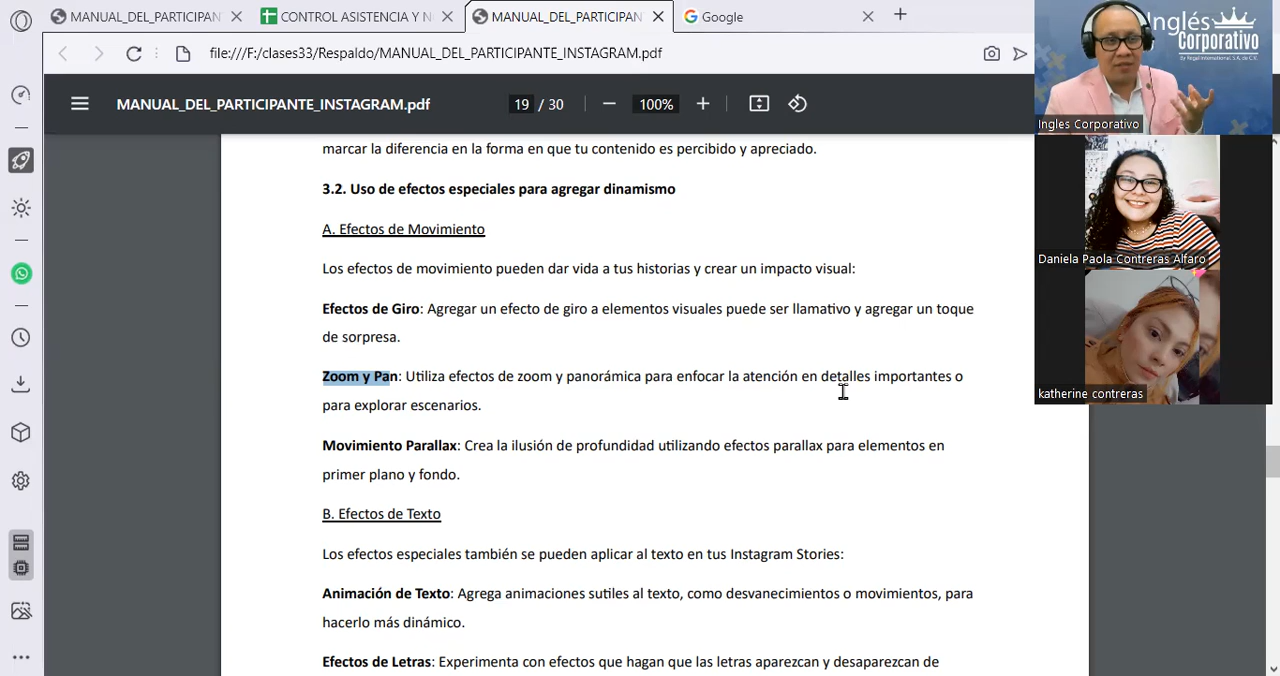 MANUAL_DEL_PARTICIPAN
CONTROL ASISTENCIA Y N
MANUAL_DEL_PARTICIPAN
Google
file:///F:/clases33/Respaldo/MANUAL_DEL_PARTICIPANTE_INSTAGRAM.pdf
MANUAL_DEL_PARTICIPANTE_INSTAGRAM.pdf
19 / 30
100%
marcar la diferencia en la forma en que tu contenido es percibido y apreciado.
3.2. Uso de efectos especiales para agregar dinamismo
A. Efectos de Movimiento
Los efectos de movimiento pueden dar vida a tus historias y crear un impacto visual:
Efectos de Giro: Agregar un efecto de giro a elementos visuales puede ser llamativo y agregar un toque
de sorpresa.
Zoom y Pan: Utiliza efectos de zoom y panorámica para enfocar la atención en detalles importantes o
para explorar escenarios.
Movimiento Parallax: Crea la ilusión de profundidad utilizando efectos parallax para elementos en
primer plano y fondo.
B. Efectos de Texto
Los efectos especiales también se pueden aplicar al texto en tus Instagram Stories:
Animación de Texto: Agrega animaciones sutiles al texto, como desvanecimientos o movimientos, para
hacerlo más dinámico.
Efectos de Letras: Experimenta con efectos que hagan que las letras aparezcan y desaparezcan de
Inglés
Corporativo
By Regal International, S.A. de C.V.
Ingles Corporativo
Daniela Paola Contreras Alfaro
katherine contreras